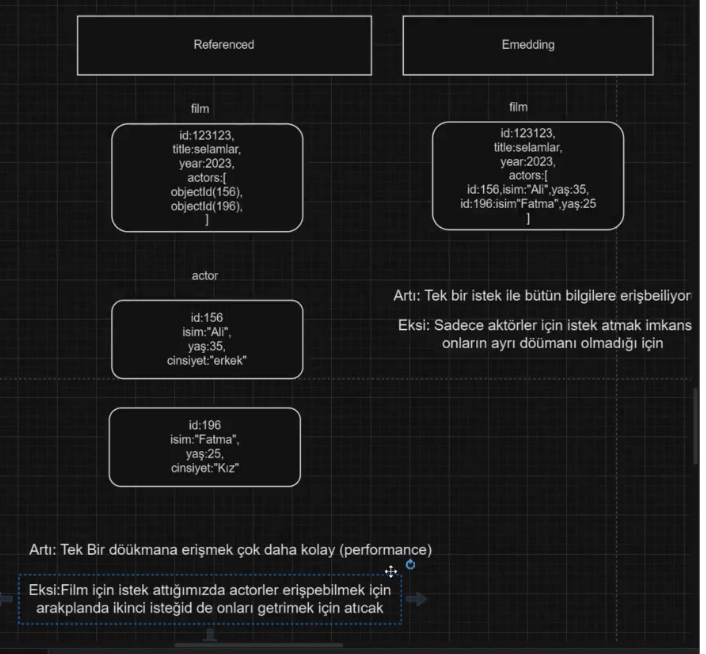 Referenced
Emedding
film
id:123123,
title:selamlar,
year:2023,
actors:[
objectId(156),
objectId(196),
]
film
id:123123,
title:selamlar,
year:2023,
actors:[
id:156,isim:"Ali",yaş:35,
id:196:isim"Fatma",yaş:25
]
actor
id:156
isim:"Ali",
yaş:35,
cinsiyet:"erkek"
id:196
isim:"Fatma",
yaş:25,
cinsiyet:"Kız"
Artı: Tek bir istek ile bütün bilgilere erişbeiliyor
Eksi: Sadece aktörler için istek atmak imkans
onların ayrı döümanı olmadığı için
Artı: Tek Bir döükmana erişmek çok daha kolay (performance)
Eksi:Film için istek attığımızda actorler erişpebilmek için
arakplanda ikinci isteğid de onları getrimek için atıcak